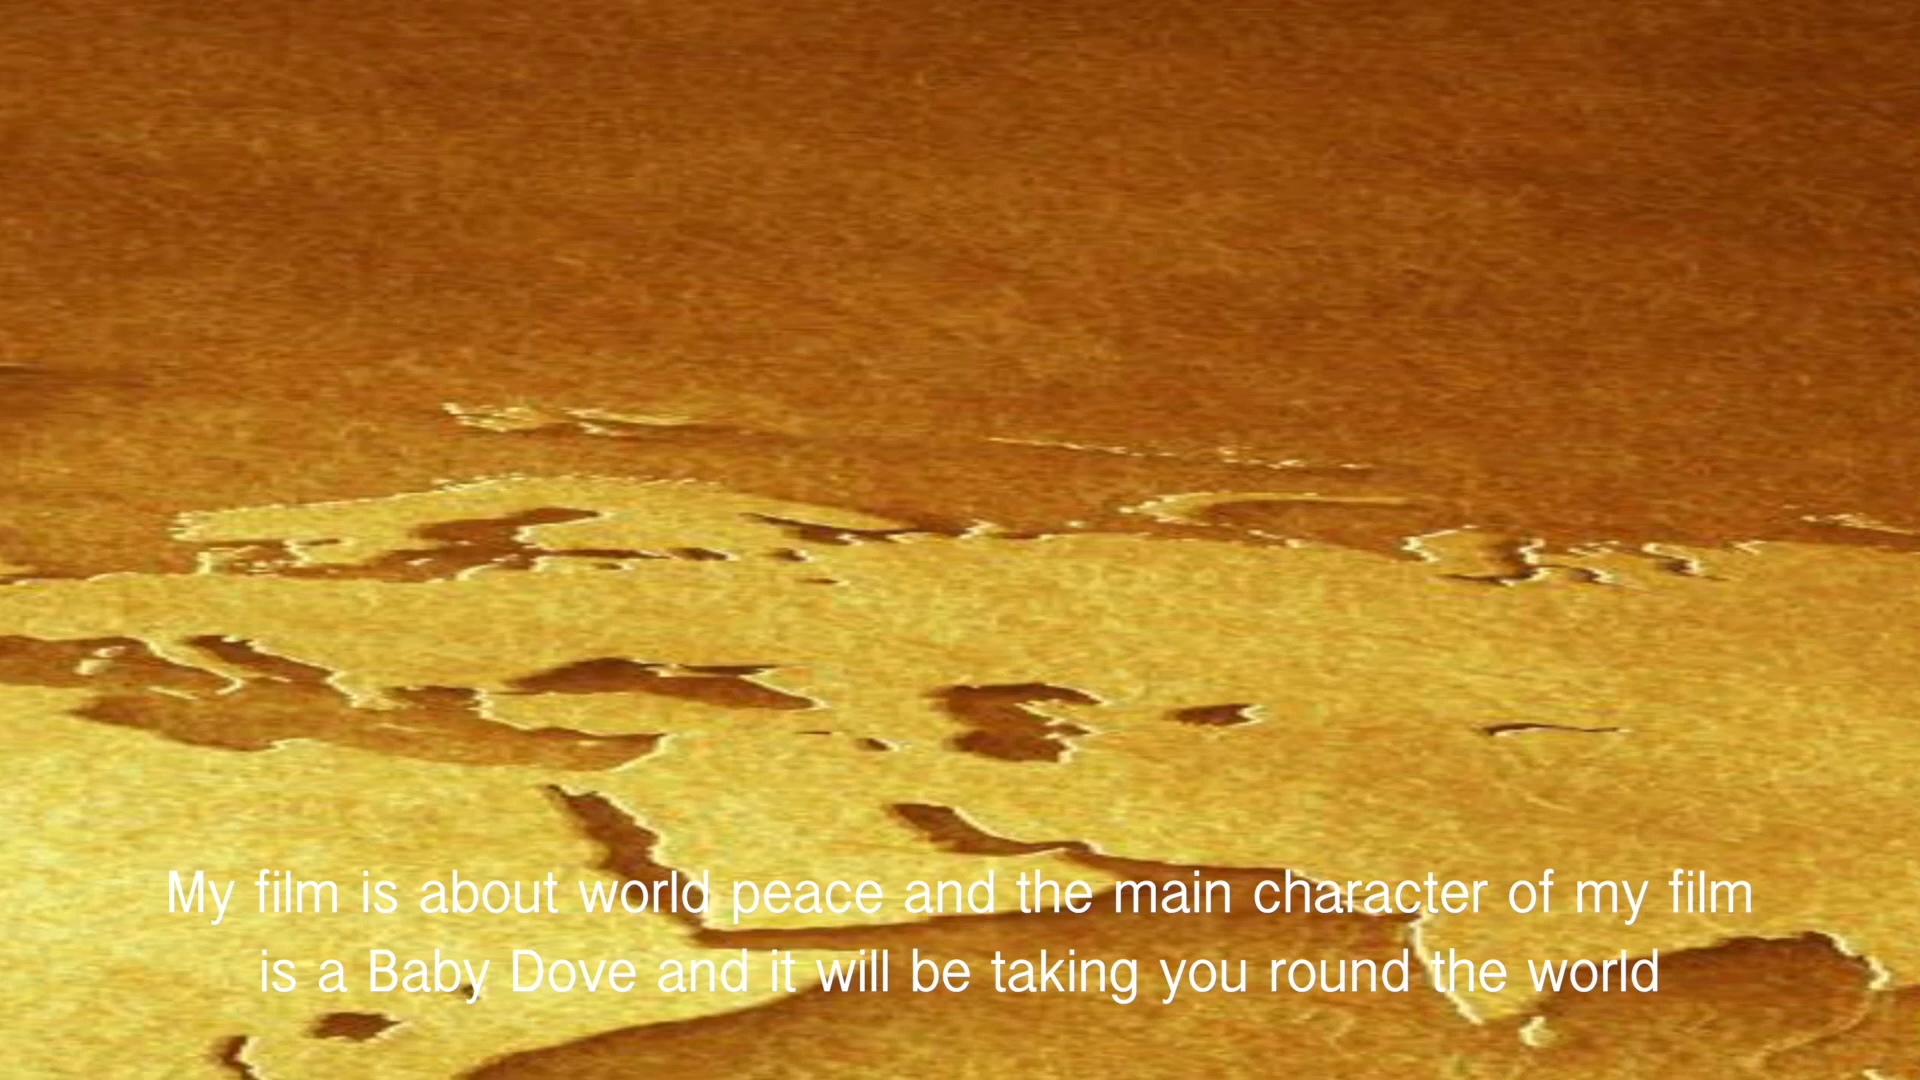 My film is about world peace and the main character of my film
is a Baby Dove and it will be taking you round the world